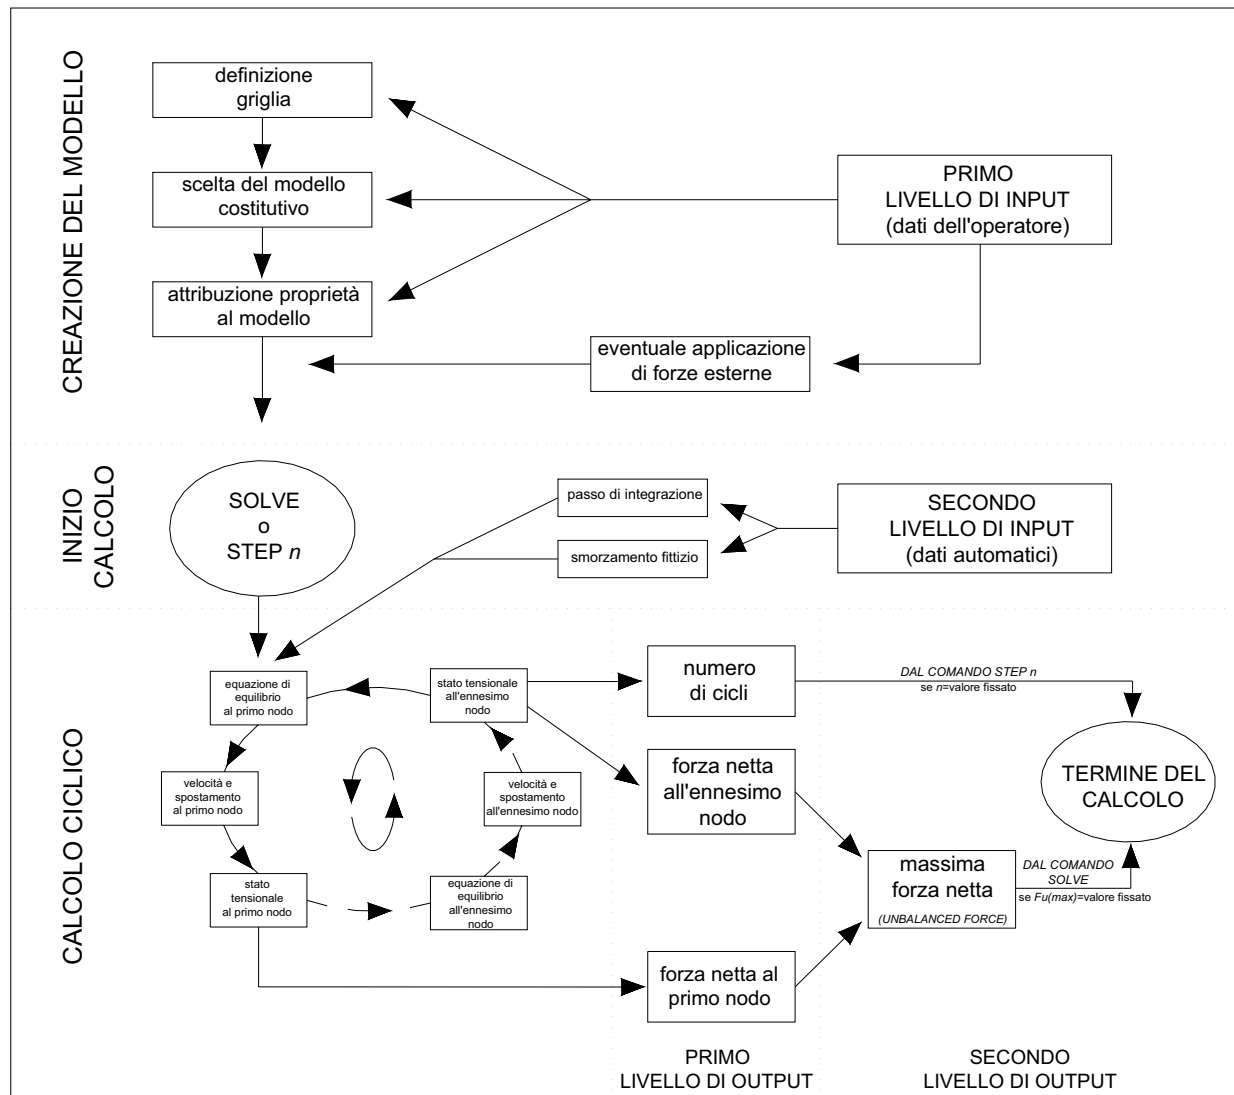 CREAZIONE DEL MODELLO
definizione
griglia
scelta del modello
costitutivo
attribuzione proprietà
al modello
PRIMO
LIVELLO DI INPUT
(dati dell'operatore)
eventuale applicazione
di forze esterne
INIZIO
CALCOLO
SOLVE
o
STEP n
passo di integrazione
smorzamento fittizio
SECONDO
LIVELLO DI INPUT
(dati automatici)
CALCOLO CICLICO
equazione di
equilibrio
al primo nodo
stato tensionale
all'ennesimo
nodo
velocità e
spostamento
al primo nodo
velocità e
spostamento
all'ennesimo nodo
stato
tensionale
al primo nodo
equazione di
equilibrio
all'ennesimo
nodo
numero
di cicli
forza netta
all'ennesimo
nodo
forza netta al
primo nodo
DAL COMANDO STEP n
se n=valore fissato
TERMINE DEL
CALCOLO
massima
forza netta
(UNBALANCED FORCE)
DAL COMANDO
SOLVE
se Fu(max)=valore fissato
PRIMO
LIVELLO DI OUTPUT
SECONDO
LIVELLO DI OUTPUT